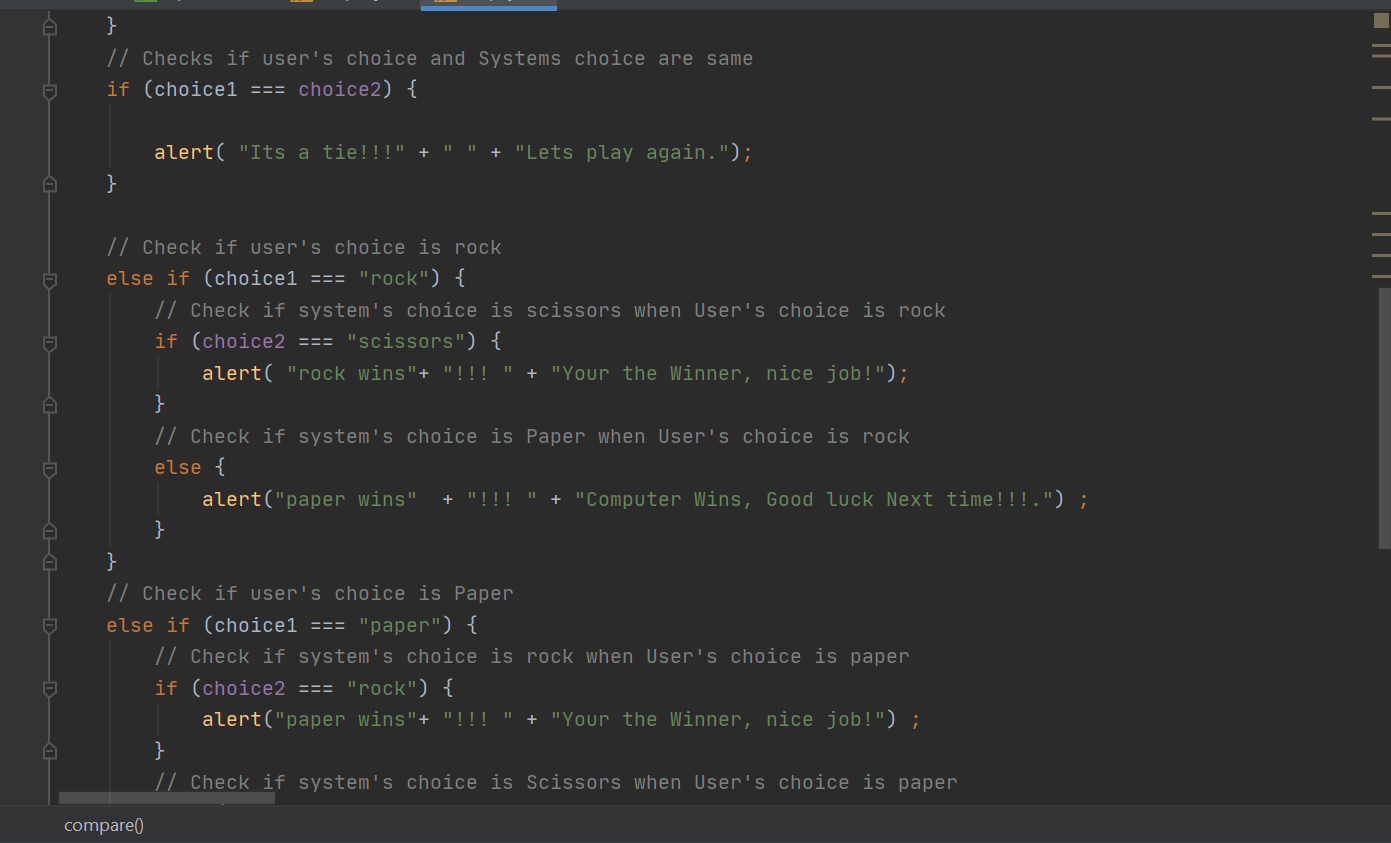 }
// Checks if user's choice and Systems choice are same
if (choice1 === choice2) {
alert( "Its a tie!!!" + " " + "Lets play again.");
}
// Check if user's choice is rock
else if (choice1 === "rock") {
// Check if system's choice is scissors when User's choice is rock
if (choice2 === "scissors") {
alert( "rock wins"+ "!!! " + "Your the Winner, nice job!");
}
// Check if system's choice is Paper when User's choice is rock
else {
alert("paper wins"  + "!!! " + "Computer Wins, Good luck Next time!!!.") ;
}
}
// Check if user's choice is Paper
else if (choice1 === "paper") {
// Check if system's choice is rock when User's choice is paper
if (choice2 === "rock") {
alert("paper wins"+ "!!! " + "Your the Winner, nice job!") ;
}
// Check if system's choice is Scissors when User's choice is paper
compare()